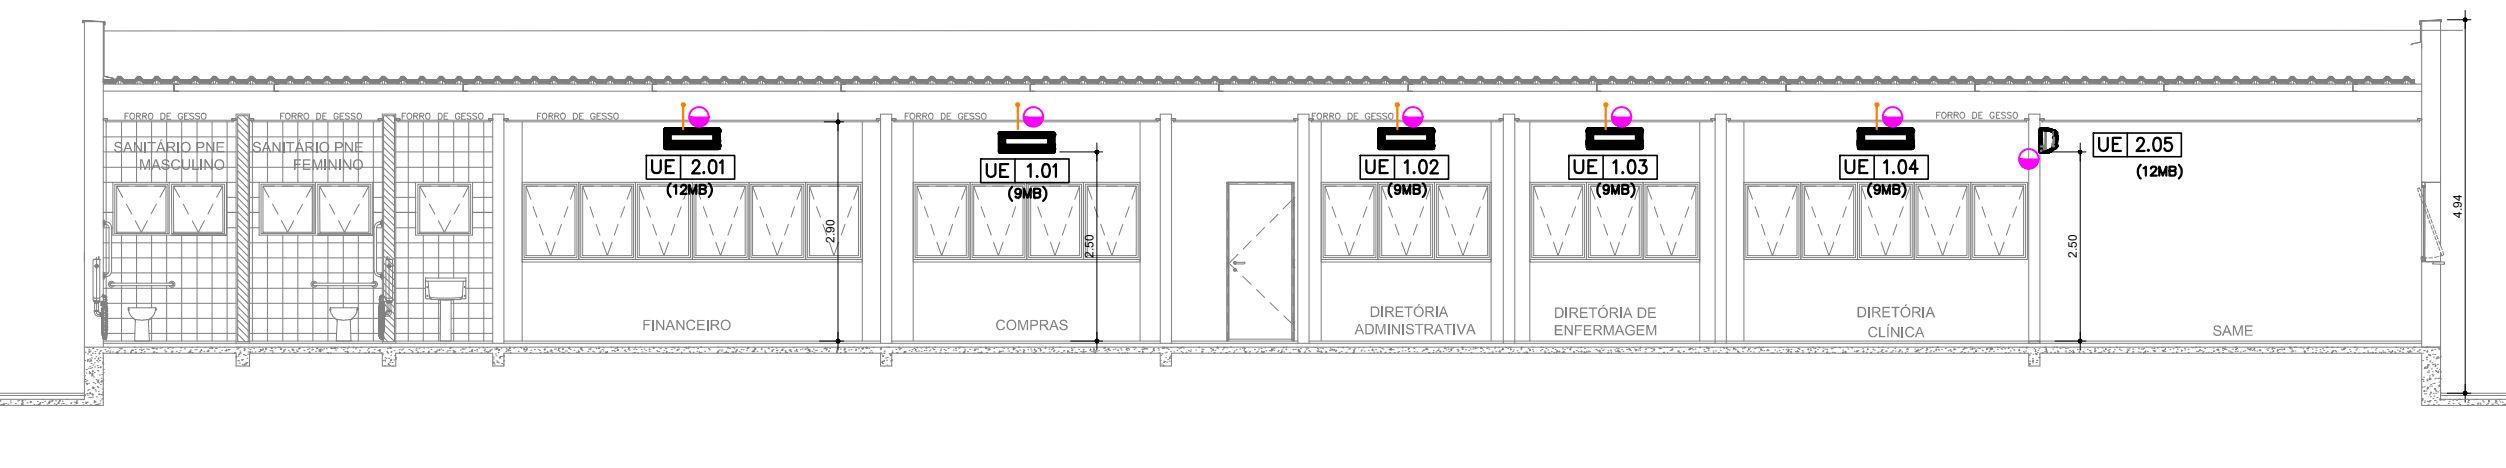 FORRO DE GESSO
FORRO DE GESSO
FORRO DE GESSO
FORRO DE GESSO
FORRO DE GESSO
FORRO DE GESSO
FORRO DE GESSO
SANITÁRIO PNE
MASCULINO
SANITÁRIO PNE
FEMININO
UE 2.01
(12MB)
UE 1.01
(9MB)
UE 1.02
(9MB)
UE 1.03
(9MB)
UE 1.04
(9MB)
UE 2.05
(12MB)
2.90
2.50
2.50
4.94
FINANCEIRO
COMPRAS
DIRETÓRIA
ADMINISTRATIVA
DIRETÓRIA DE
ENFERMAGEM
DIRETÓRIA
CLÍNICA
SAME